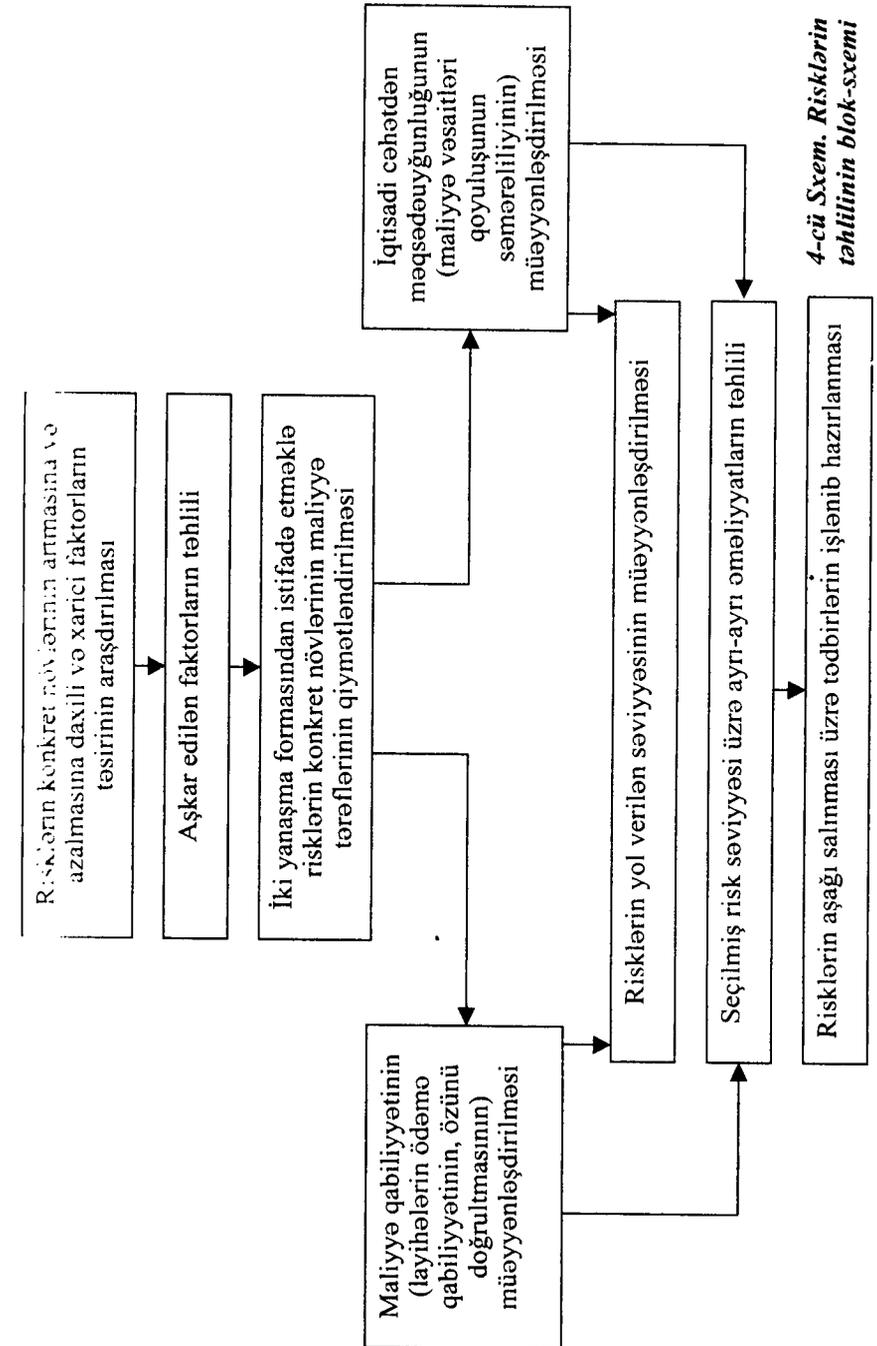 Risklərin konkret növlərinin artmasına və
azalmasına daxili və xarici faktorların
təsirinin araşdırılması
Aşkar edilən faktorların təhlili
İki yanaşma formasından istifadə etməklə
risklərin konkret növlərinin maliyyə
tərəflərinin qiymətləndirilməsi
Maliyyə qabiliyyətinin
(layihələrin ödəmə
qabiliyyətinin, özünü
doğrultmasının)
müəyyənləşdirilməsi
İqtisadi cəhətdən
məqsədəuyğunluğunun
(maliyyə vəsaitləri
qoyuluşunun
səmərəliliyinin)
müəyyənləşdirilməsi
Risklərin yol verilən səviyyəsinin müəyyənləşdirilməsi
Seçilmiş risk səviyyəsi üzrə ayrı-ayrı əməliyyatların təhlili
Risklərin aşağı salınması üzrə tədbirlərin işlənib hazırlanması
4-cü Sxem. Risklərin
təhlilinin blok-sxemi